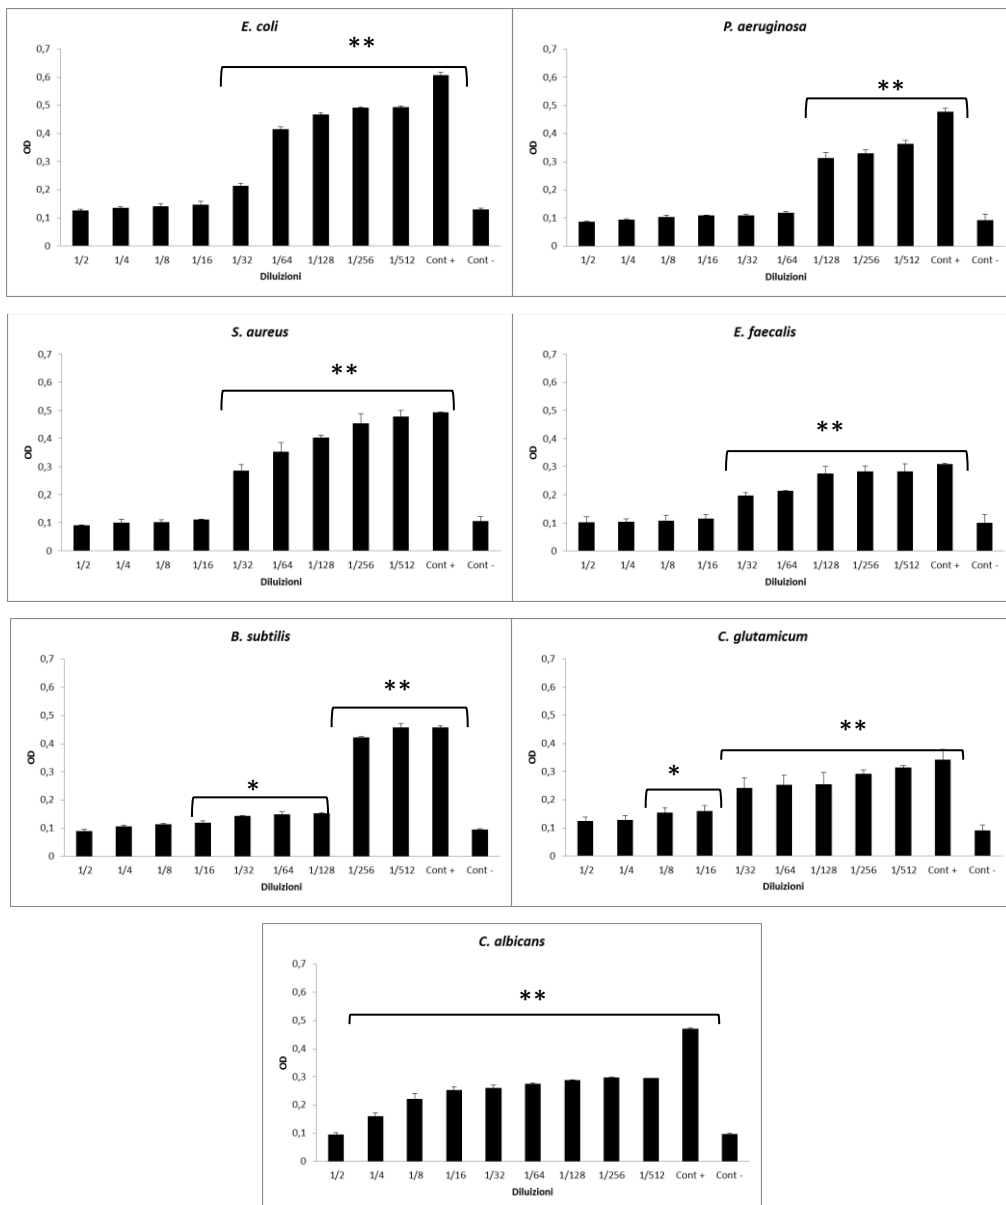 E. coli
**
0,7
0,6
0,5
0,4
0,3
0,2
0,1
0
OD
1/2 1/4 1/8 1/16 1/32 1/64 1/128 1/256 1/512 Cont + Cont -
Diluizioni
P. aeruginosa
**
0,7
0,6
0,5
0,4
0,3
0,2
0,1
0
OD
1/2 1/4 1/8 1/16 1/32 1/64 1/128 1/256 1/512 Cont + Cont -
Diluizioni
S. aureus
**
0,7
0,6
0,5
0,4
0,3
0,2
0,1
0
OD
1/2 1/4 1/8 1/16 1/32 1/64 1/128 1/256 1/512 Cont + Cont -
Diluizioni
E. faecalis
**
0,7
0,6
0,5
0,4
0,3
0,2
0,1
0
OD
1/2 1/4 1/8 1/16 1/32 1/64 1/128 1/256 1/512 Cont + Cont -
Diluizioni
B. subtilis
**
*
0,7
0,6
0,5
0,4
0,3
0,2
0,1
0
OD
1/2 1/4 1/8 1/16 1/32 1/64 1/128 1/256 1/512 Cont + Cont -
Diluizioni
C. glutamicum
**
*
0,7
0,6
0,5
0,4
0,3
0,2
0,1
0
OD
1/2 1/4 1/8 1/16 1/32 1/64 1/128 1/256 1/512 Cont + Cont -
Diluizioni
C. albicans
**
0,7
0,6
0,5
0,4
0,3
0,2
0,1
0
OD
1/2 1/4 1/8 1/16 1/32 1/64 1/128 1/256 1/512 Cont + Cont -
Diluizioni